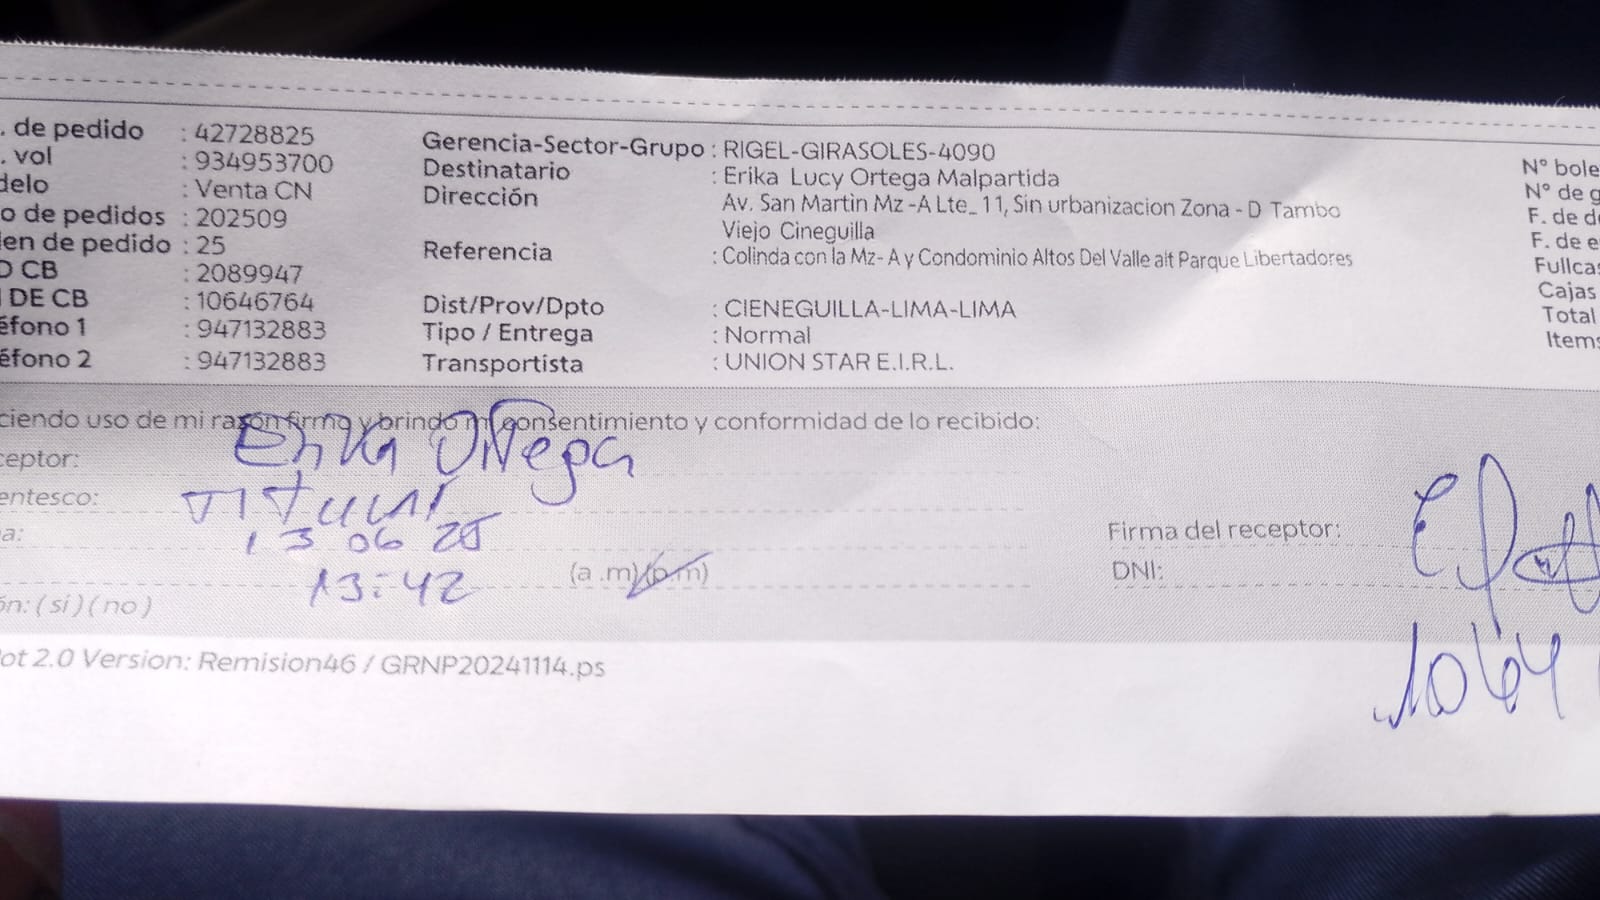 . de pedido : 42728825
. vol : 934953700
delo : Venta CN
o de pedidos : 202509
en de pedido : 25
D CB : 2089947
I DE CB : 10646764
éfono 1 : 947132883
éfono 2 : 947132883
Gerencia-Sector-Grupo : RIGEL-GIRASOLES-4090
Destinatario : Erika Lucy Ortega Malpartida
Dirección : Av. San Martin Mz -A Lte_ 11, Sin urbanizacion Zona - D Tambo
Viejo Cineguilla
Referencia : Colinda con la Mz- A y Condominio Altos Del Valle alt Parque Libertadores
Dist/Prov/Dpto : CIENEGUILLA-LIMA-LIMA
Tipo / Entrega : Normal
Transportista : UNION STAR E.I.R.L.
N° bole
N° de g
F. de d
F. de e
Fullcas
Cajas
Total
Items
ciendo uso de mi razón firmo y brindo mi consentimiento y conformidad de lo recibido:
ceptor: Erika Ortega
entesco: Titular
a: 13 06 25
13:42 (a .m)(p.m)
ón: ( si ) ( no )
Firma del receptor:
DNI: 1064
ot 2.0 Version: Remision46 / GRNP20241114.ps